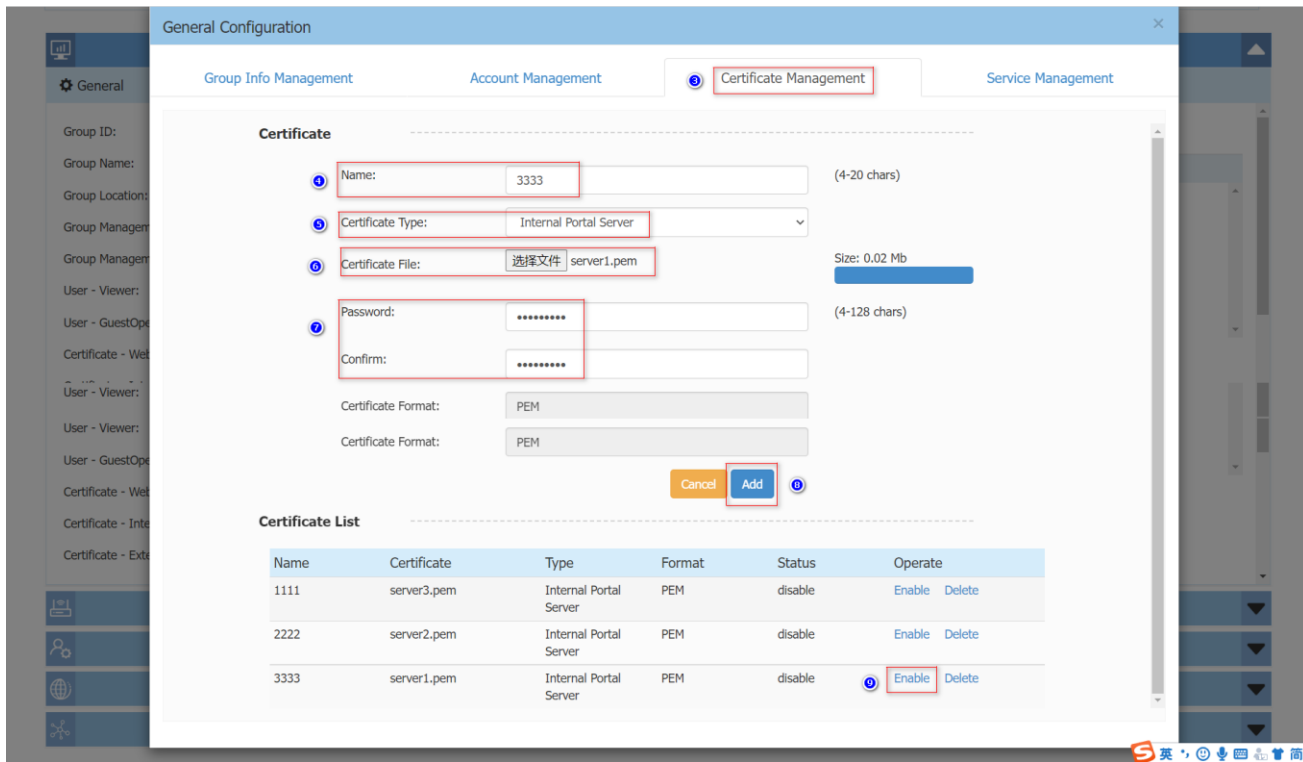 General Configuration ×
General
Group ID:
Group Name:
Group Location:
Group Managem
Group Managem
User - Viewer:
User - GuestOpe
Certificate - Web
User - Viewer:
User - Viewer:
User - GuestOpe
Certificate - Web
Certificate - Inte
Certificate - Exte
Group Info Management Account Management 3 Certificate Management Service Management
Certificate
4 Name: 3333 (4-20 chars)
5 Certificate Type: Internal Portal Server
6 Certificate File: 选择文件 server1.pem Size: 0.02 Mb
7 Password: ••••••••• (4-128 chars)
Confirm: •••••••••
Certificate Format: PEM
Certificate Format: PEM
Cancel Add 8
Certificate List
Name Certificate Type Format Status Operate
1111 server3.pem Internal Portal Server PEM disable Enable Delete
2222 server2.pem Internal Portal Server PEM disable Enable Delete
3333 server1.pem Internal Portal Server PEM disable 9 Enable Delete
英 简